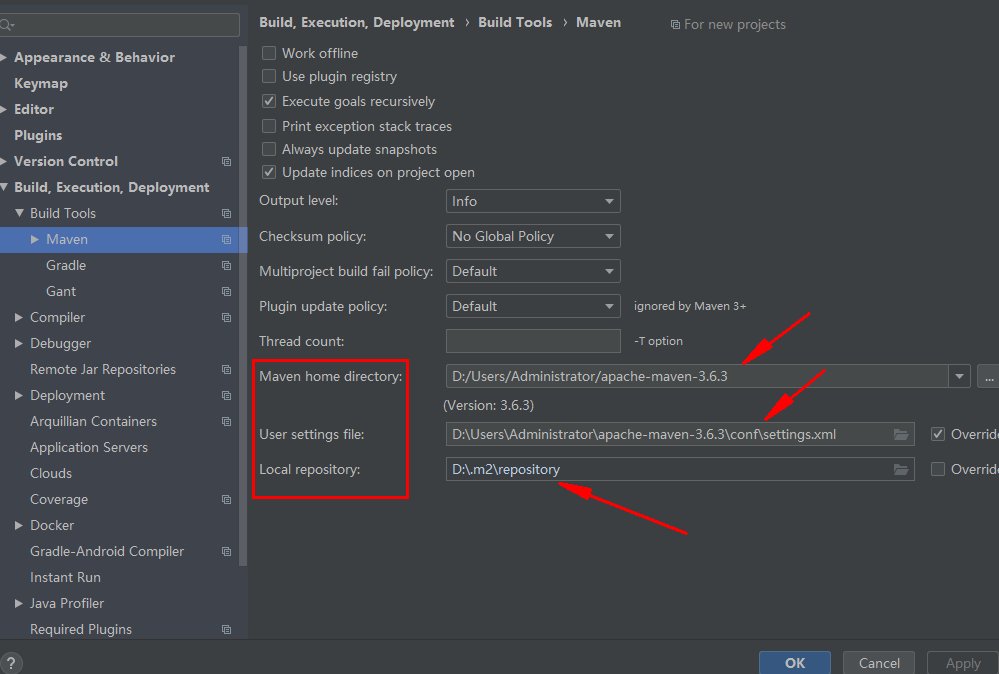 Build, Execution, Deployment › Build Tools › Maven For new projects
Appearance & Behavior
Keymap
Editor
Plugins
Version Control
Build, Execution, Deployment
Build Tools
Maven
Gradle
Gant
Compiler
Debugger
Remote Jar Repositories
Deployment
Arquillian Containers
Application Servers
Clouds
Coverage
Docker
Gradle-Android Compiler
Instant Run
Java Profiler
Required Plugins
Work offline
Use plugin registry
Execute goals recursively
Print exception stack traces
Always update snapshots
Update indices on project open
Output level: Info
Checksum policy: No Global Policy
Multiproject build fail policy: Default
Plugin update policy: Default ignored by Maven 3+
Thread count: -T option
Maven home directory: D:/Users/Administrator/apache-maven-3.6.3 ...
(Version: 3.6.3)
User settings file: D:\Users\Administrator\apache-maven-3.6.3\conf\settings.xml Override
Local repository: D:\.m2\repository Override
? OK Cancel Apply